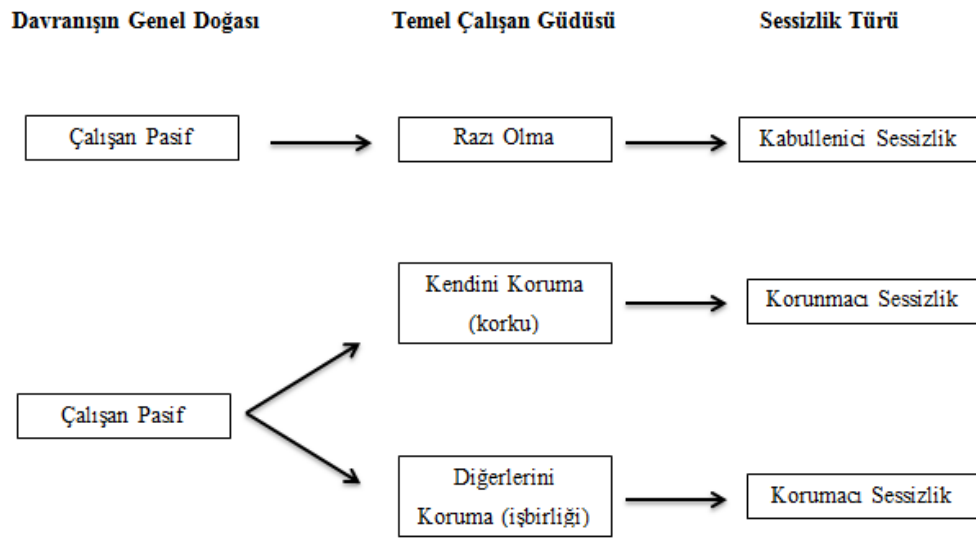 Davranışın Genel Doğası
Temel Çalışan Güdüsü
Sessizlik Türü
Çalışan Pasif
Razı Olma
Kabullenici Sessizlik
Kendini Koruma
(korku)
Korunmacı Sessizlik
Çalışan Pasif
Diğerlerini
Koruma (işbirliği)
Korumacı Sessizlik